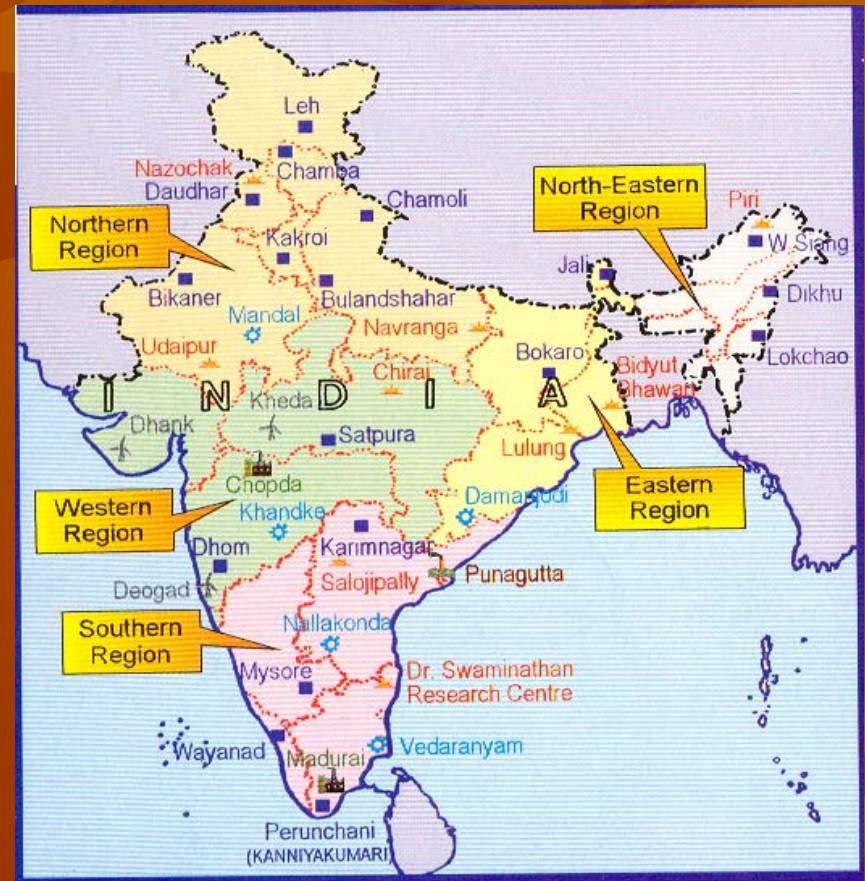 Leh
Nazochak
Chamba
Daudhar
Chamoli
North-Eastern
Region
Piri
Northern
Region
W.Siang
Kakroi
Jali
Bikaner
Bulandshahar
Dikhu
Mandal
Navranga
Udaipur
Bokaro
Lokchao
Chiraj
Bidyut
Bhawan
I N D I A
Kheda
Dhank
Satpura
Lulung
Chopda
Damanjodi
Eastern
Region
Western
Region
Khandke
Dhom
Karimnagar
Salojipally
Punagutta
Deogad
Southern
Region
Nallakonda
Mysore
Dr. Swaminathan
Research Centre
Wayanad
Madurai
Vedaranyam
Perunchani
(KANNIYAKUMARI)